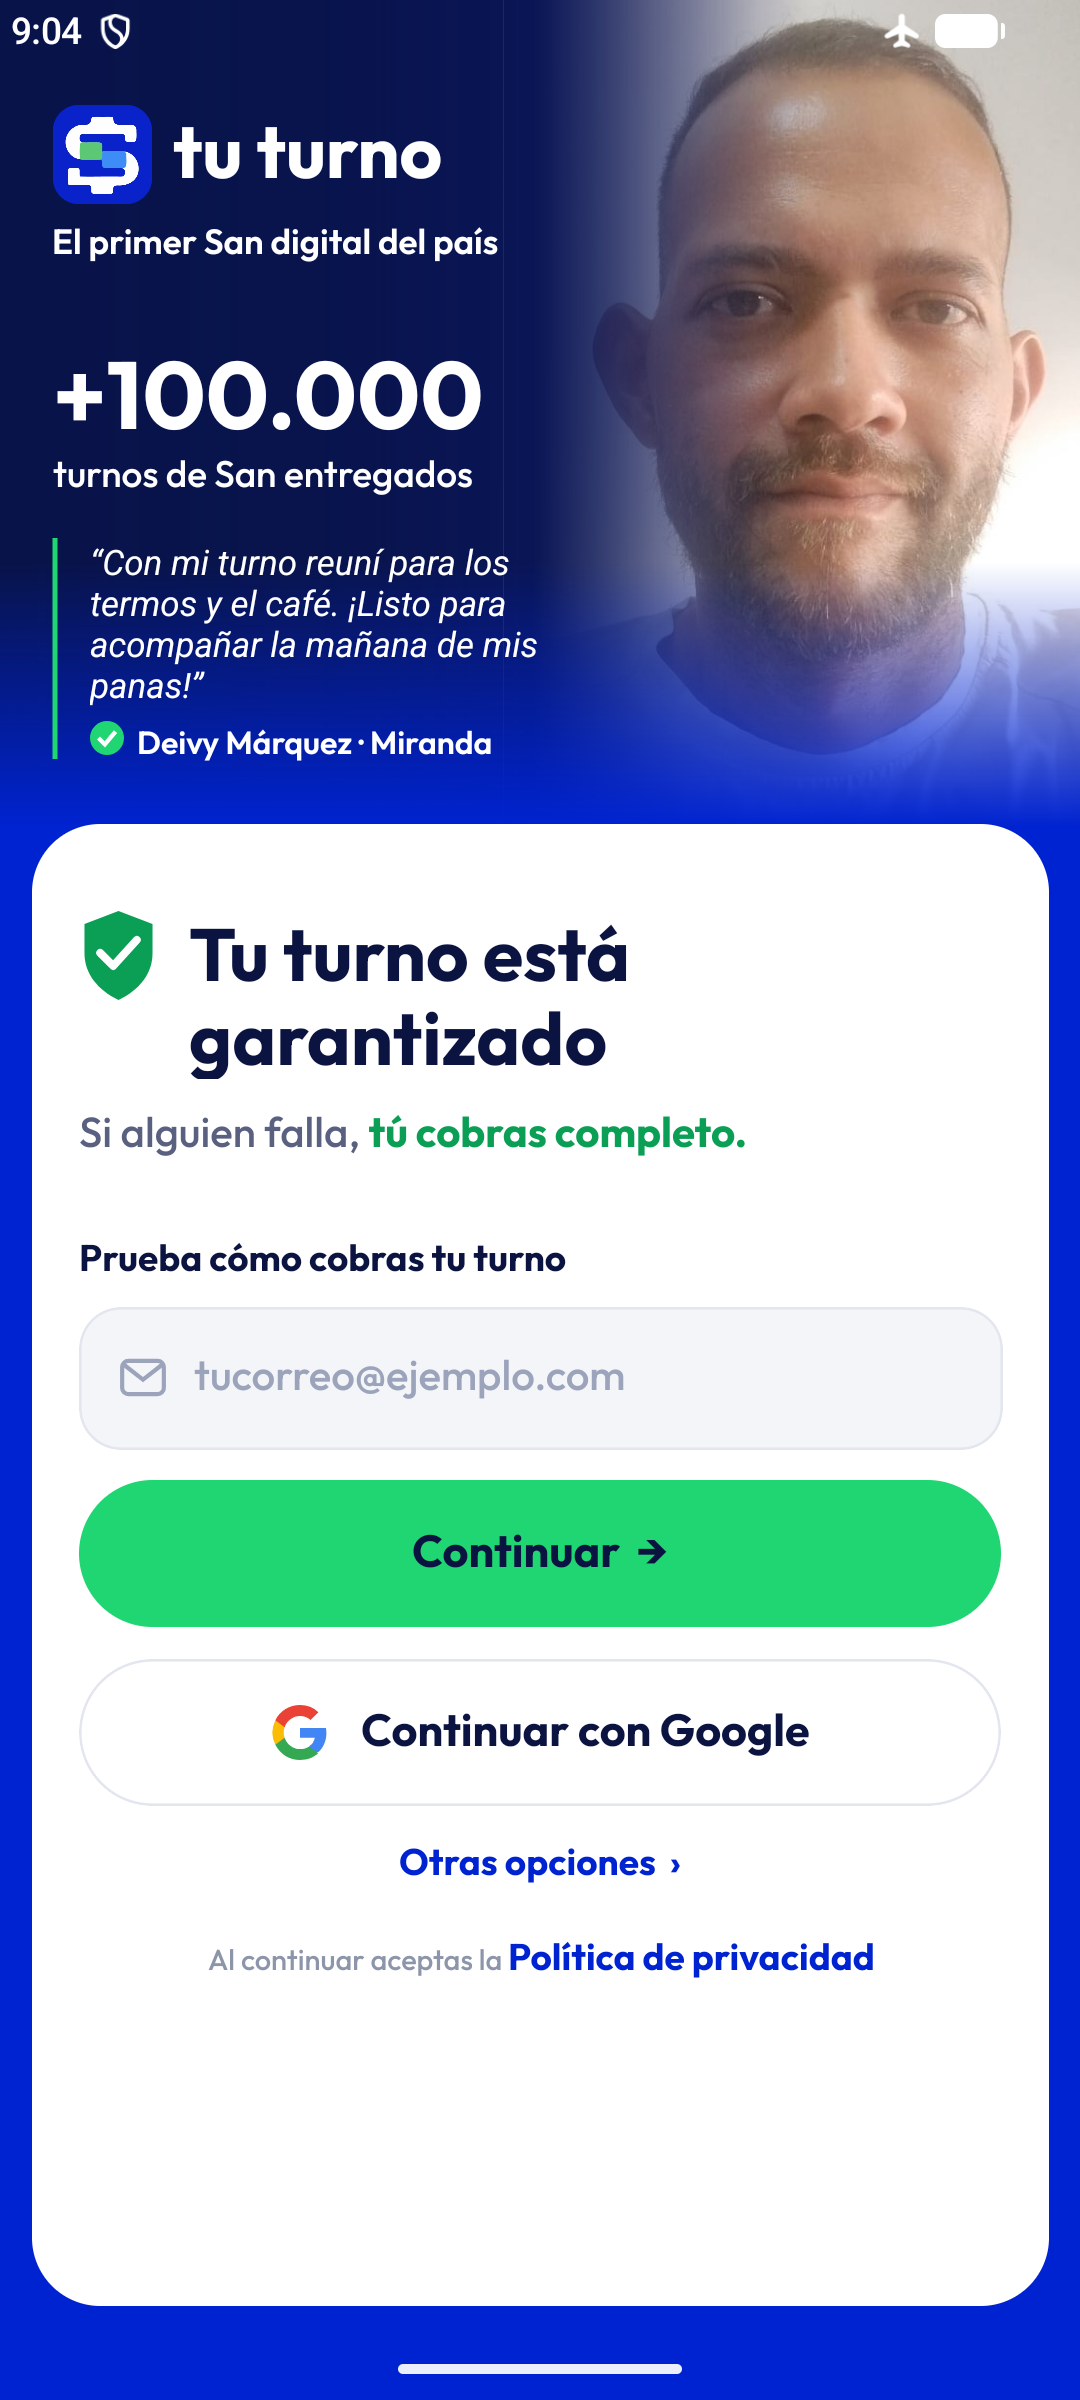 9:04
tu turno
El primer San digital del país
+100.000
turnos de San entregados
“Con mi turno reuní para los
termos y el café. ¡Listo para
acompañar la mañana de mis
panas!”
Deivy Márquez · Miranda
Tu turno está
garantizado
Si alguien falla, tú cobras completo.
Prueba cómo cobras tu turno
tucorreo@ejemplo.com
Continuar →
Continuar con Google
Otras opciones ›
Al continuar aceptas la Política de privacidad